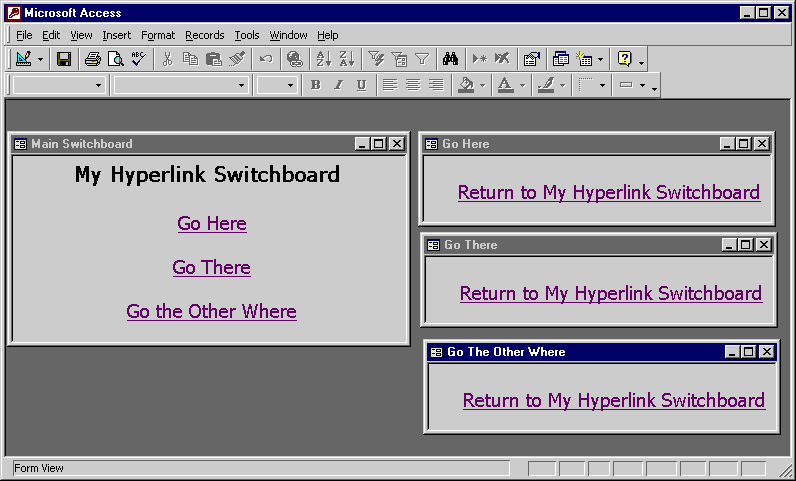 Microsoft Access
File Edit View Insert Format Records Tools Window Help
ABC
A Z Z A
B I U A
Main Switchboard
My Hyperlink Switchboard
Go Here
Go There
Go the Other Where
Go Here
Return to My Hyperlink Switchboard
Go There
Return to My Hyperlink Switchboard
Go The Other Where
Return to My Hyperlink Switchboard
Form View